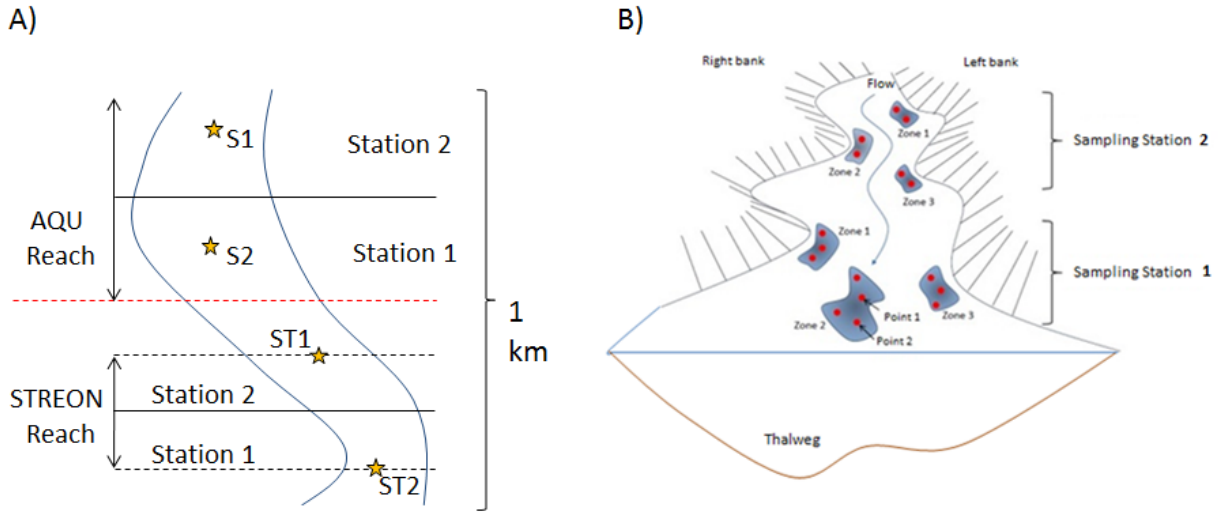 A)
S1
Station 2
AQU
Reach
S2
Station 1
1
km
ST1
STREON
Reach
Station 2
Station 1
ST2
B)
Right bank
Left bank
Flow
Zone 1
Sampling Station 2
Zone 2
Zone 3
Zone 1
Sampling Station 1
Point 1
Zone 3
Zone 2
Point 2
Thalweg